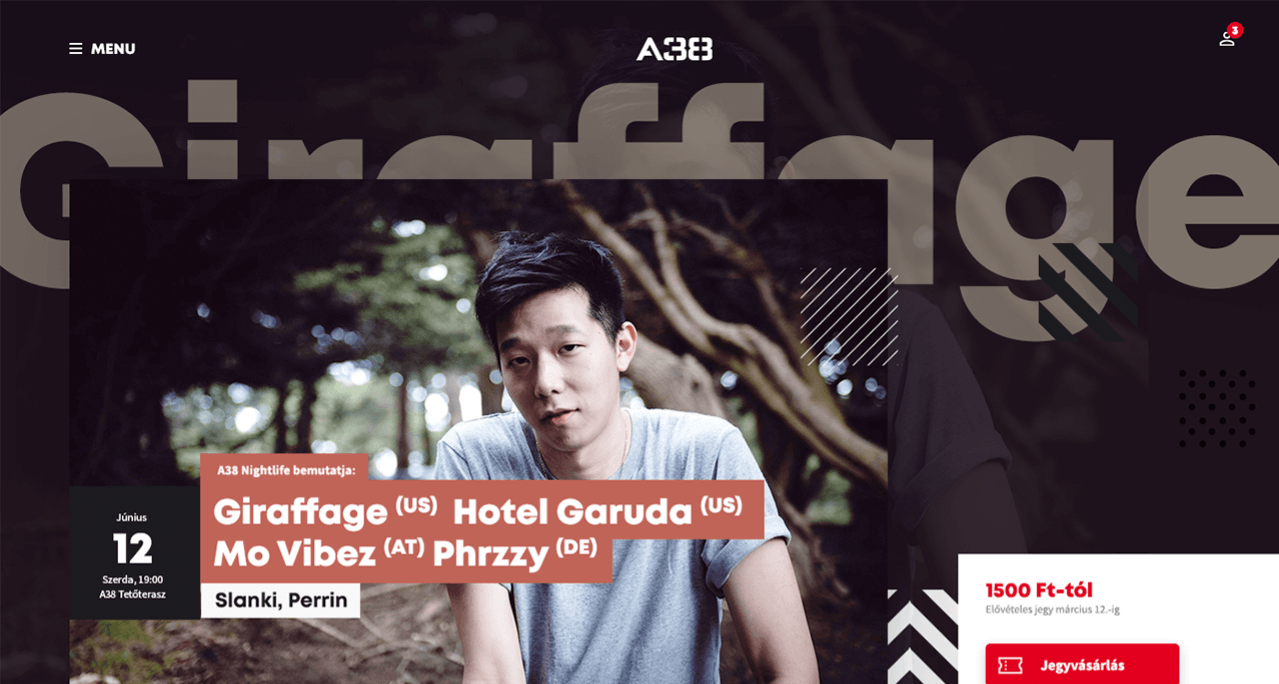 MENU
A38
3
Giraffage
A38 Nightlife bemutatja:
Giraffage (US) Hotel Garuda (US)
Mo Vibez (AT) Phrzzy (DE)
Slanki, Perrin
Június
12
Szerda, 19:00
A38 Tetőterasz
1500 Ft-tól
Elővételes jegy március 12.-ig
Jegyvásárlás